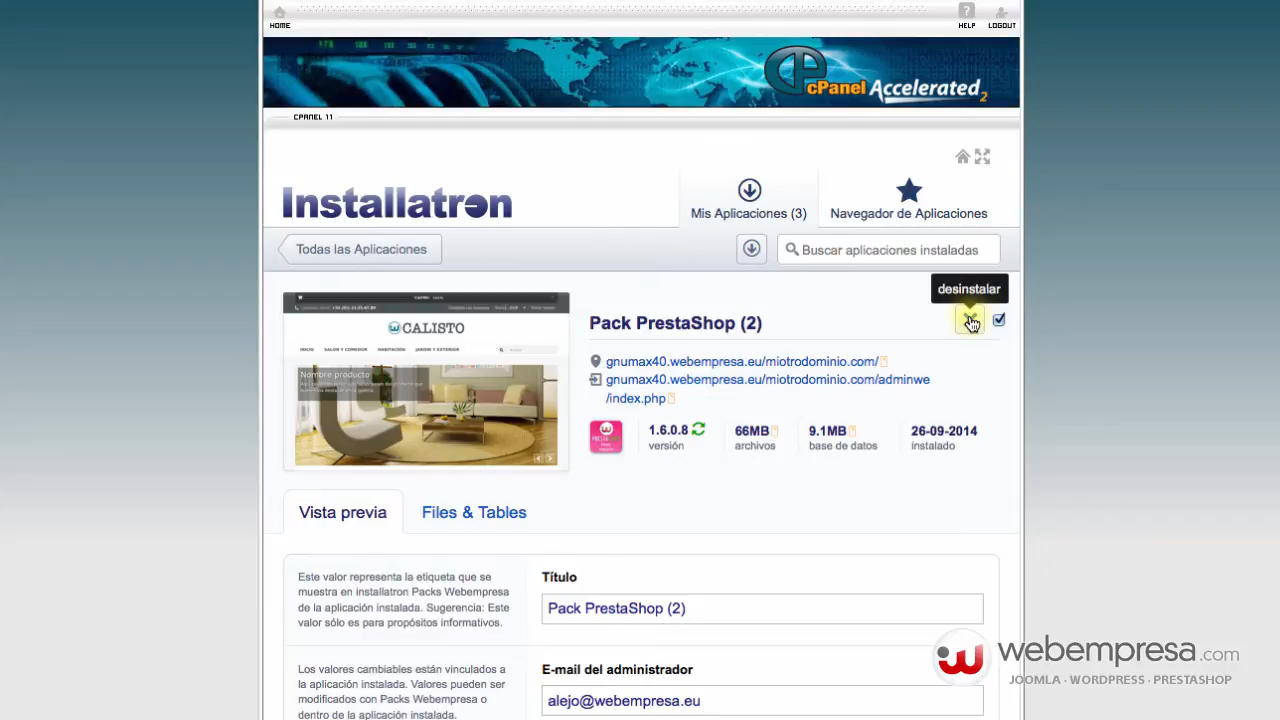 HOME
HELP
LOGOUT
cPanel Accelerated 2
CPANEL 11
Installatron
Mis Aplicaciones (3)
Navegador de Aplicaciones
Todas las Aplicaciones
Buscar aplicaciones instaladas
desinstalar
CALISTO
INICIO
SALÓN Y COMEDOR
HABITACIÓN
JARDÍN Y EXTERIOR
Nombre producto
Pack PrestaShop (2)
gnumax40.webempresa.eu/miotrodominio.com/
gnumax40.webempresa.eu/miotrodominio.com/adminwe
/index.php
1.6.0.8
versión
66MB
archivos
9.1MB
base de datos
26-09-2014
instalado
Vista previa
Files & Tables
Este valor representa la etiqueta que se
muestra en installatron Packs Webempresa
de la aplicación instalada. Sugerencia: Este
valor sólo es para propósitos informativos.
Título
Pack PrestaShop (2)
Los valores cambiables están vinculados a
la aplicación instalada. Valores pueden ser
modificados con Packs Webempresa o
dentro de la aplicación instalada.
E-mail del administrador
alejo@webempresa.eu
webempresa.com
JOOMLA · WORDPRESS · PRESTASHOP